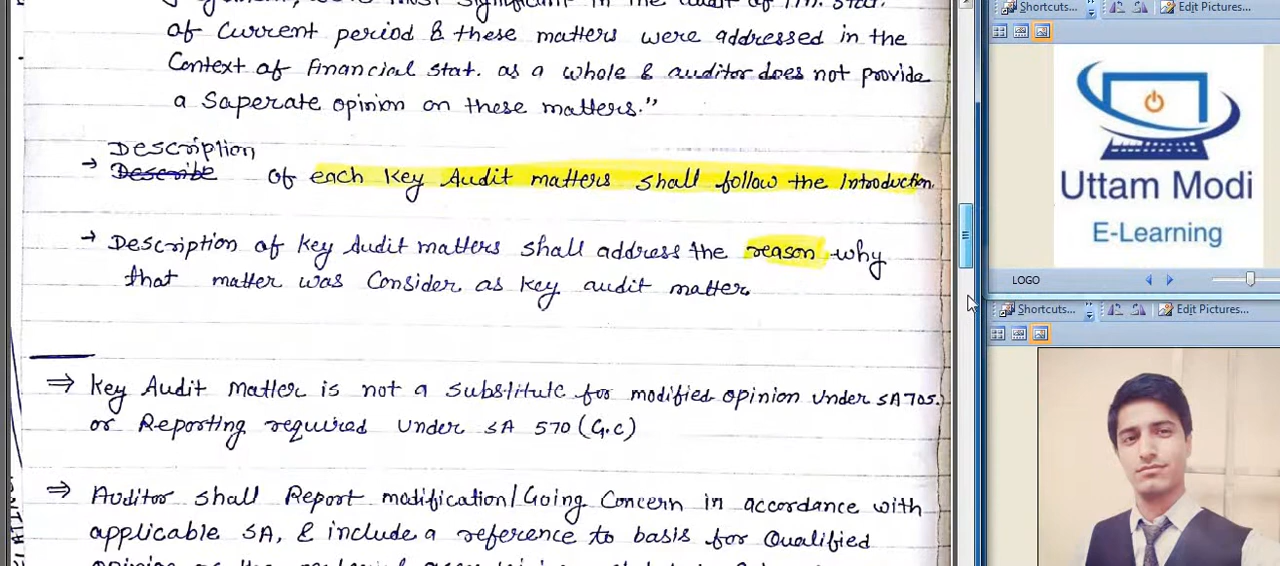 of current period & these matters were addressed in the
Context of financial stat. as a whole & auditor does not provide
a Saperate opinion on these matters."
Description
→ Describe of each Key Audit matters shall follow the Introduction.
→ Description of Key Audit matters shall address the reason why
that matter was Consider as key audit matter.
⇒ Key Audit Matter is not a substitute for modified opinion under SA 705.
or Reporting required under SA 570 (G.C)
⇒ Auditor shall Report modification/Going Concern in accordance with
applicable SA, & include a reference to basis for Qualified
Shortcuts...
Edit Pictures...
Uttam Modi
E-Learning
LOGO
Shortcuts...
Edit Pictures...